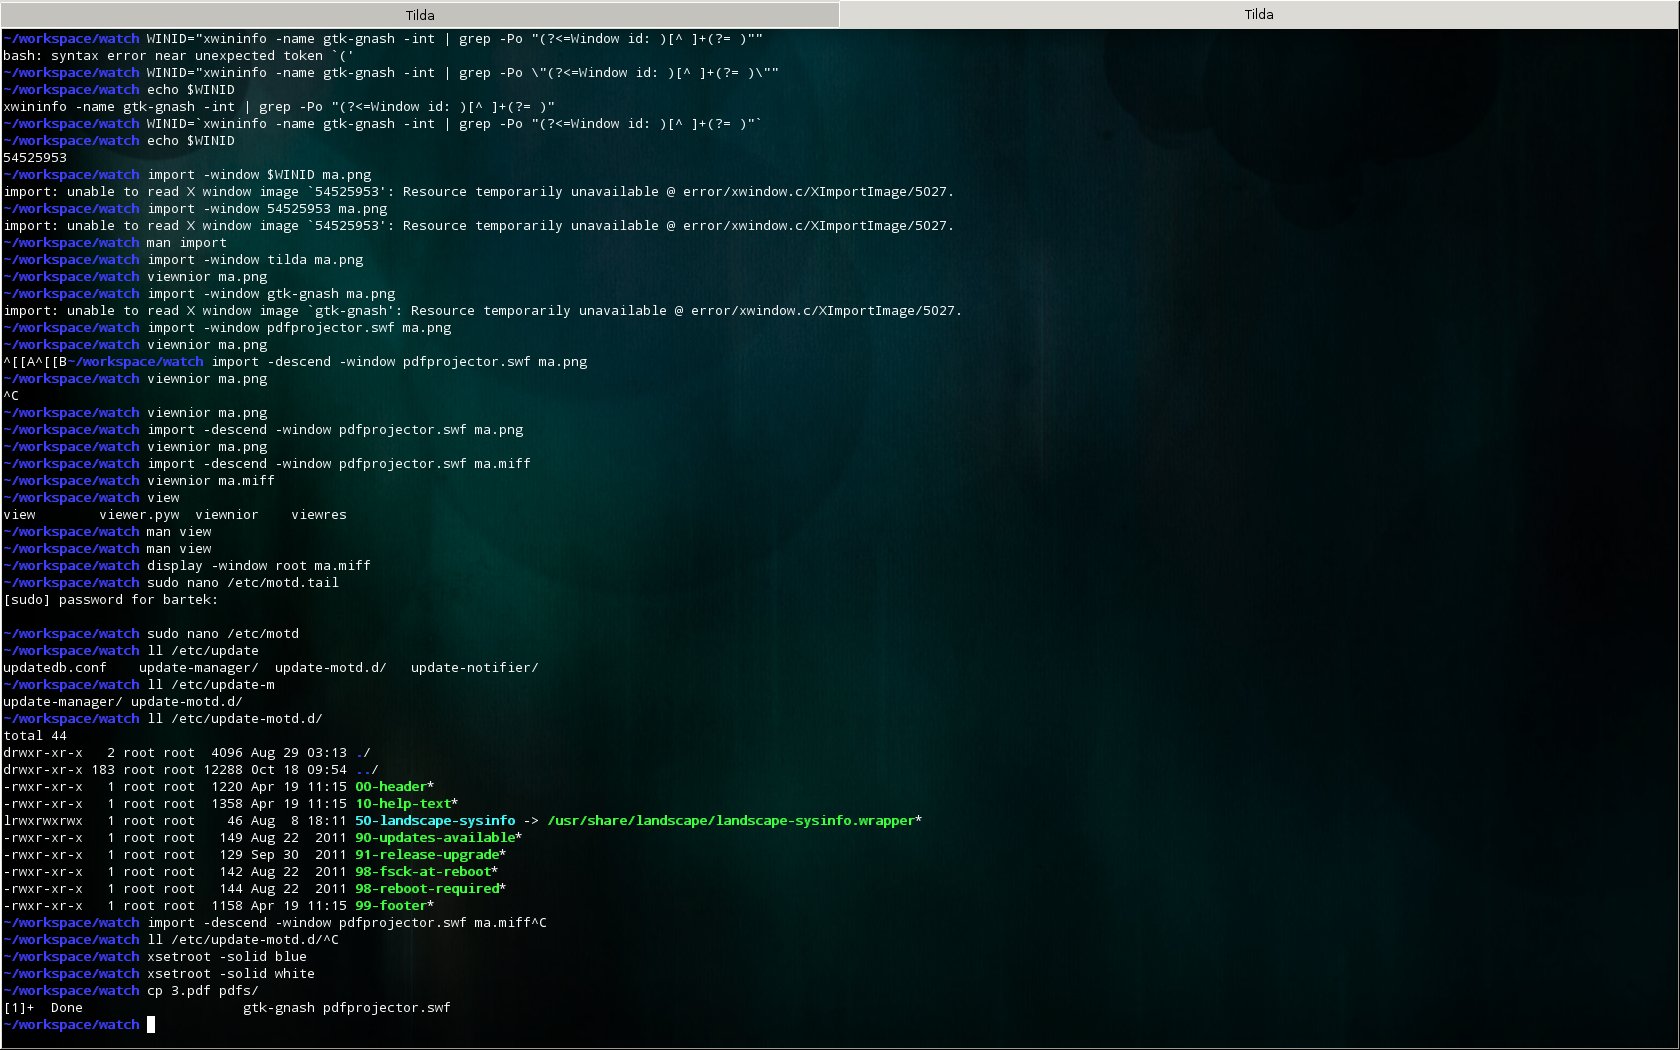 Tilda
Tilda
~/workspace/watch WINID="xwininfo -name gtk-gnash -int | grep -Po "(?<=Window id: )[^ ]+(?= )""
bash: syntax error near unexpected token `('
~/workspace/watch WINID="xwininfo -name gtk-gnash -int | grep -Po \"(?<=Window id: )[^ ]+(?= )\""
~/workspace/watch echo $WINID
xwininfo -name gtk-gnash -int | grep -Po "(?<=Window id: )[^ ]+(?= )"
~/workspace/watch WINID=`xwininfo -name gtk-gnash -int | grep -Po "(?<=Window id: )[^ ]+(?= )"`
~/workspace/watch echo $WINID
54525953
~/workspace/watch import -window $WINID ma.png
import: unable to read X window image `54525953': Resource temporarily unavailable @ error/xwindow.c/XImportImage/5027.
~/workspace/watch import -window 54525953 ma.png
import: unable to read X window image `54525953': Resource temporarily unavailable @ error/xwindow.c/XImportImage/5027.
~/workspace/watch man import
~/workspace/watch import -window tilda ma.png
~/workspace/watch viewnior ma.png
~/workspace/watch import -window gtk-gnash ma.png
import: unable to read X window image `gtk-gnash': Resource temporarily unavailable @ error/xwindow.c/XImportImage/5027.
~/workspace/watch import -window pdfprojector.swf ma.png
~/workspace/watch viewnior ma.png
^[[A^[[B~/workspace/watch import -descend -window pdfprojector.swf ma.png
~/workspace/watch viewnior ma.png
^C
~/workspace/watch viewnior ma.png
~/workspace/watch import -descend -window pdfprojector.swf ma.png
~/workspace/watch viewnior ma.png
~/workspace/watch import -descend -window pdfprojector.swf ma.miff
~/workspace/watch viewnior ma.miff
~/workspace/watch view
view        viewer.pyw  viewnior    viewres
~/workspace/watch man view
~/workspace/watch man view
~/workspace/watch display -window root ma.miff
~/workspace/watch sudo nano /etc/motd.tail
[sudo] password for bartek:
~/workspace/watch sudo nano /etc/motd
~/workspace/watch ll /etc/update
updatedb.conf    update-manager/  update-motd.d/   update-notifier/
~/workspace/watch ll /etc/update-m
update-manager/ update-motd.d/
~/workspace/watch ll /etc/update-motd.d/
total 44
drwxr-xr-x   2 root root  4096 Aug 29 03:13 ./
drwxr-xr-x 183 root root 12288 Oct 18 09:54 ../
-rwxr-xr-x   1 root root  1220 Apr 19 11:15 00-header*
-rwxr-xr-x   1 root root  1358 Apr 19 11:15 10-help-text*
lrwxrwxrwx   1 root root    46 Aug  8 18:11 50-landscape-sysinfo -> /usr/share/landscape/landscape-sysinfo.wrapper*
-rwxr-xr-x   1 root root   149 Aug 22  2011 90-updates-available*
-rwxr-xr-x   1 root root   129 Sep 30  2011 91-release-upgrade*
-rwxr-xr-x   1 root root   142 Aug 22  2011 98-fsck-at-reboot*
-rwxr-xr-x   1 root root   144 Aug 22  2011 98-reboot-required*
-rwxr-xr-x   1 root root  1158 Apr 19 11:15 99-footer*
~/workspace/watch import -descend -window pdfprojector.swf ma.miff^C
~/workspace/watch ll /etc/update-motd.d/^C
~/workspace/watch xsetroot -solid blue
~/workspace/watch xsetroot -solid white
~/workspace/watch cp 3.pdf pdfs/
[1]+  Done                    gtk-gnash pdfprojector.swf
~/workspace/watch